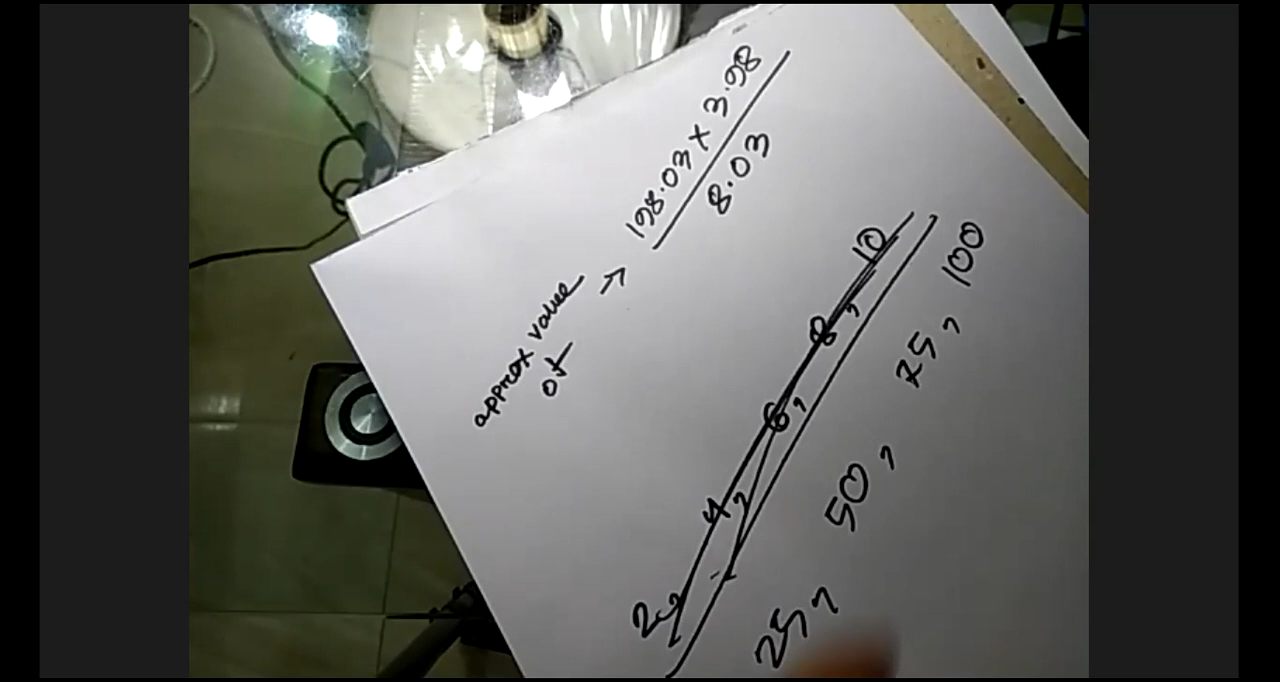 approx value
of → 198.03 × 3.98
8.03
2, 4, 6, 8, 10
25, 50, 75, 100